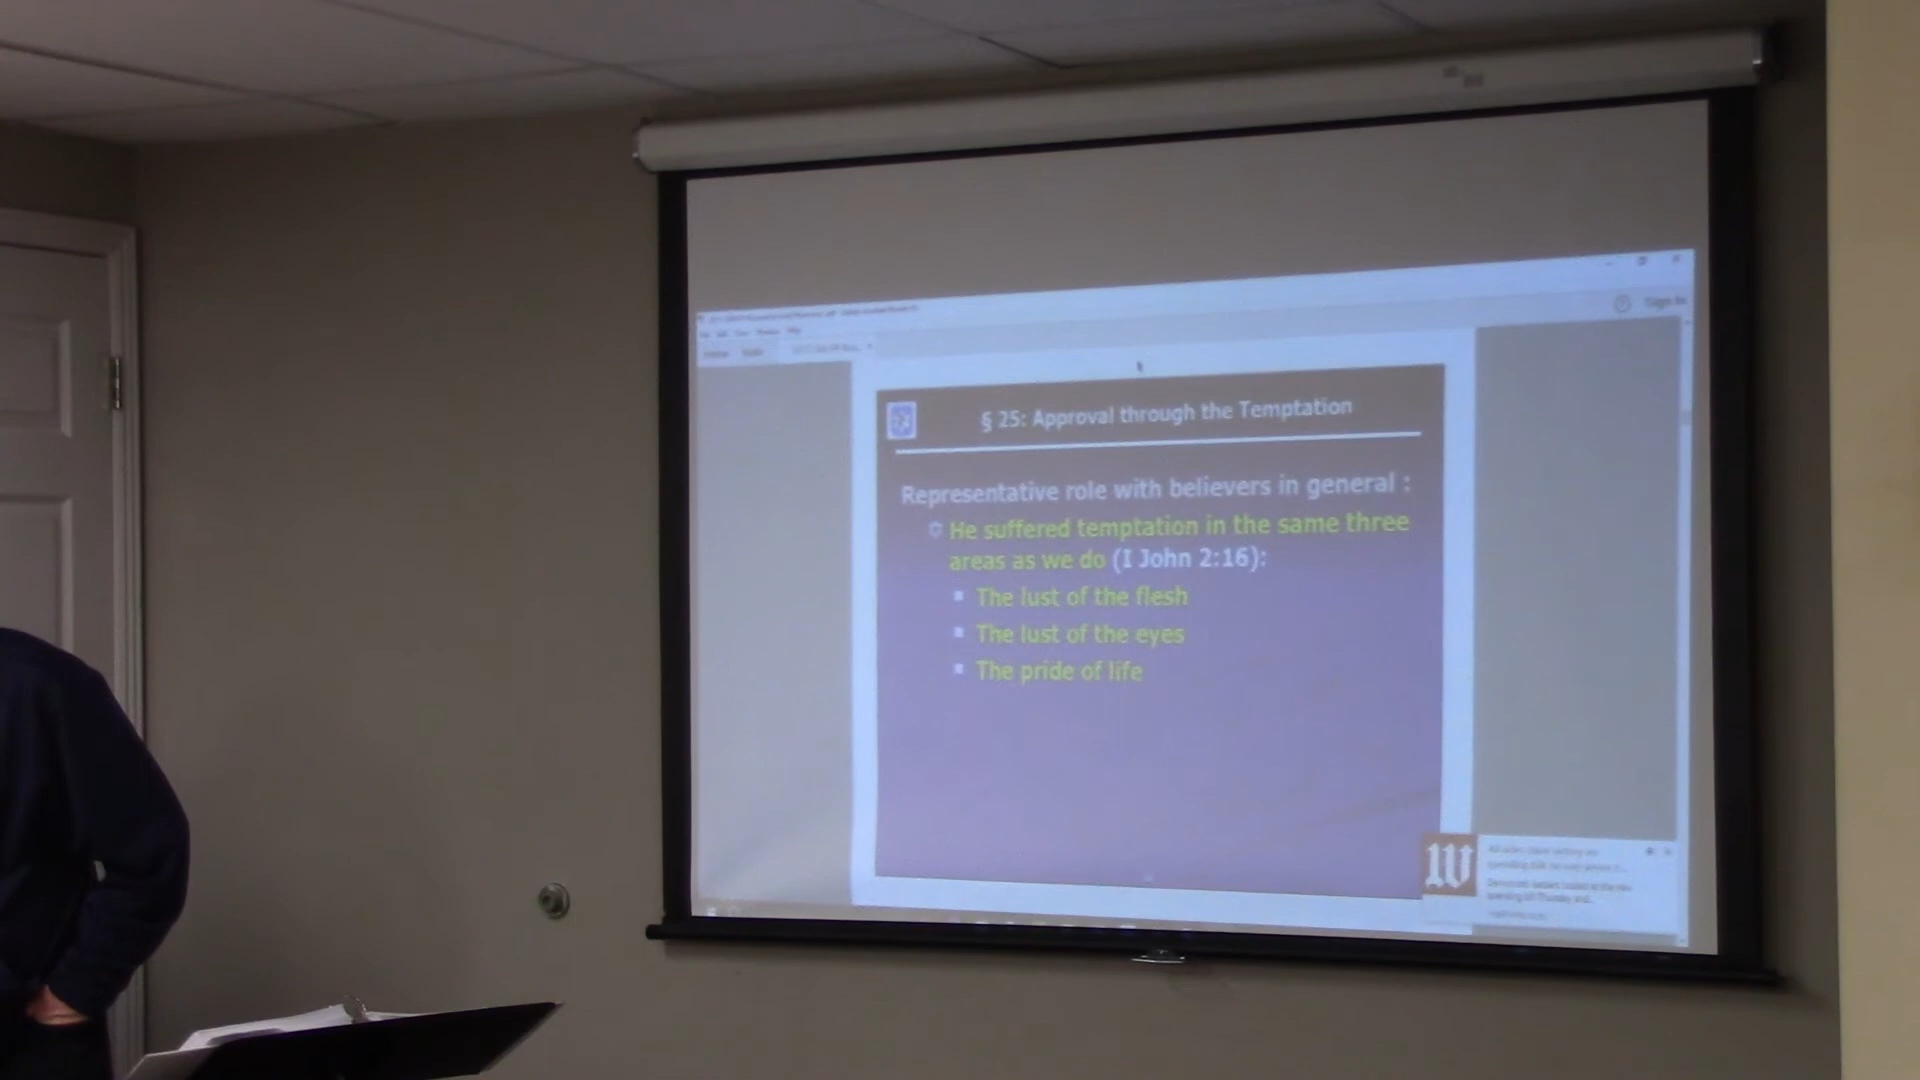 Sign In
§ 25: Approval through the Temptation
Representative role with believers in general :
He suffered temptation in the same three
areas as we do (I John 2:16):
The lust of the flesh
The lust of the eyes
The pride of life
W